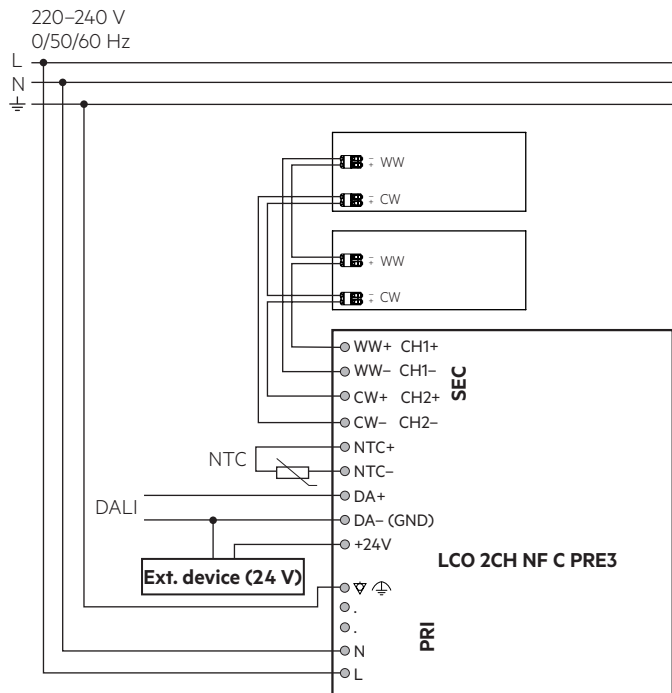 220–240 V
0/50/60 Hz
L
N
− WW
+
− CW
+
− WW
+
− CW
+
WW+ CH1+
WW– CH1–
CW+ CH2+
CW– CH2–
SEC
NTC
NTC+
NTC–
DALI
DA+
DA– (GND)
+24V
Ext. device (24 V)
LCO 2CH NF C PRE3
.
.
PRI
N
L